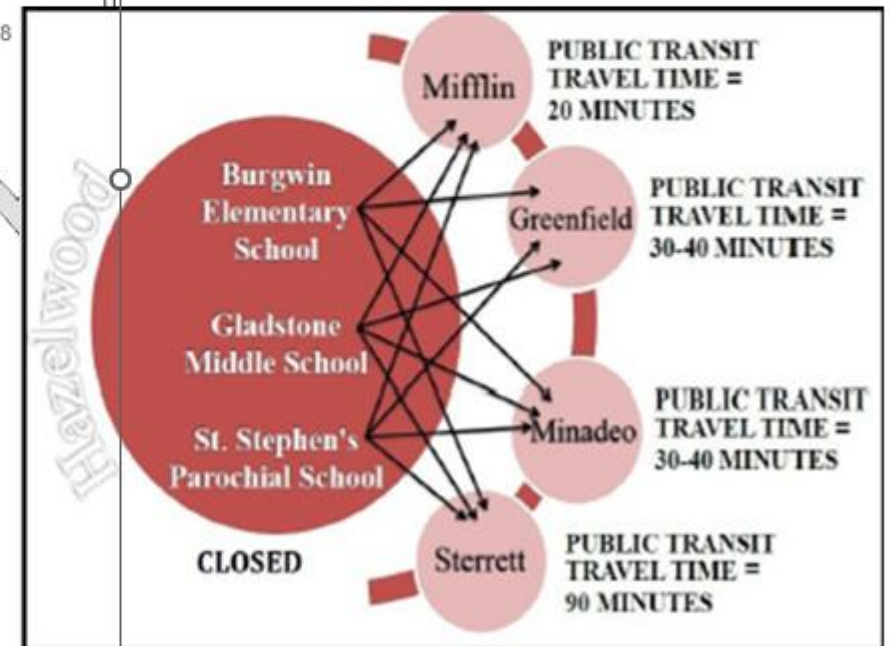 8
Hazelwood
Burgwin
Elementary
School
Gladstone
Middle School
St. Stephen's
Parochial School
CLOSED
Mifflin
PUBLIC TRANSIT
TRAVEL TIME =
20 MINUTES
Greenfield
PUBLIC TRANSIT
TRAVEL TIME =
30-40 MINUTES
Minadeo
PUBLIC TRANSIT
TRAVEL TIME =
30-40 MINUTES
Sterrett
PUBLIC TRANSIT
TRAVEL TIME =
90 MINUTES